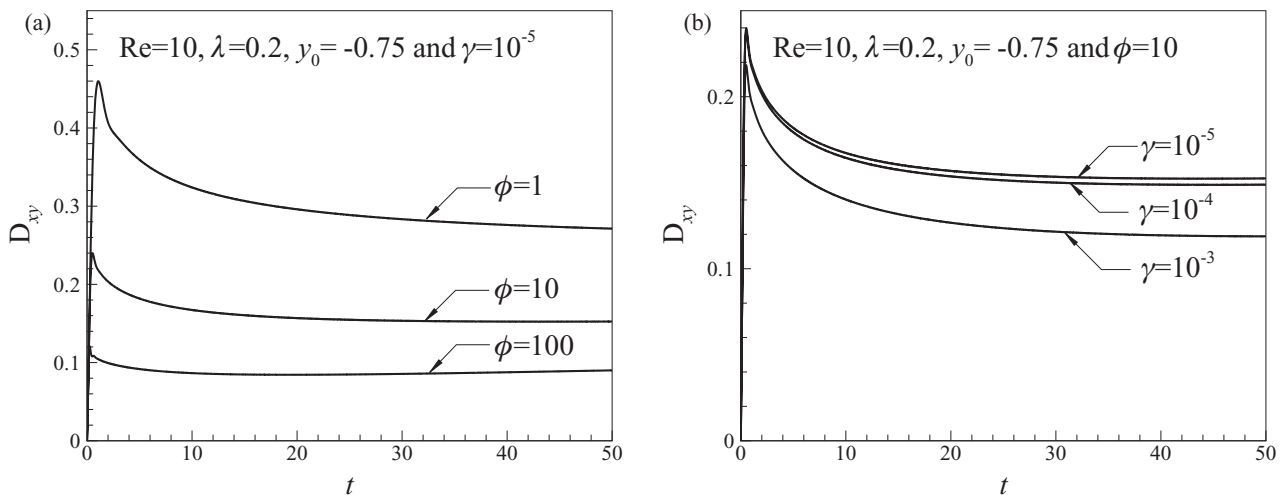 (a)
Re=10, λ=0.2, y₀= -0.75 and γ=10⁻⁵
0.5
0.4
0.3
0.2
0.1
0
D_xy
ϕ=1
ϕ=10
ϕ=100
0 10 20 30 40 50
t
(b)
Re=10, λ=0.2, y₀= -0.75 and ϕ=10
0.2
0.1
0
D_xy
γ=10⁻⁵
γ=10⁻⁴
γ=10⁻³
0 10 20 30 40 50
t